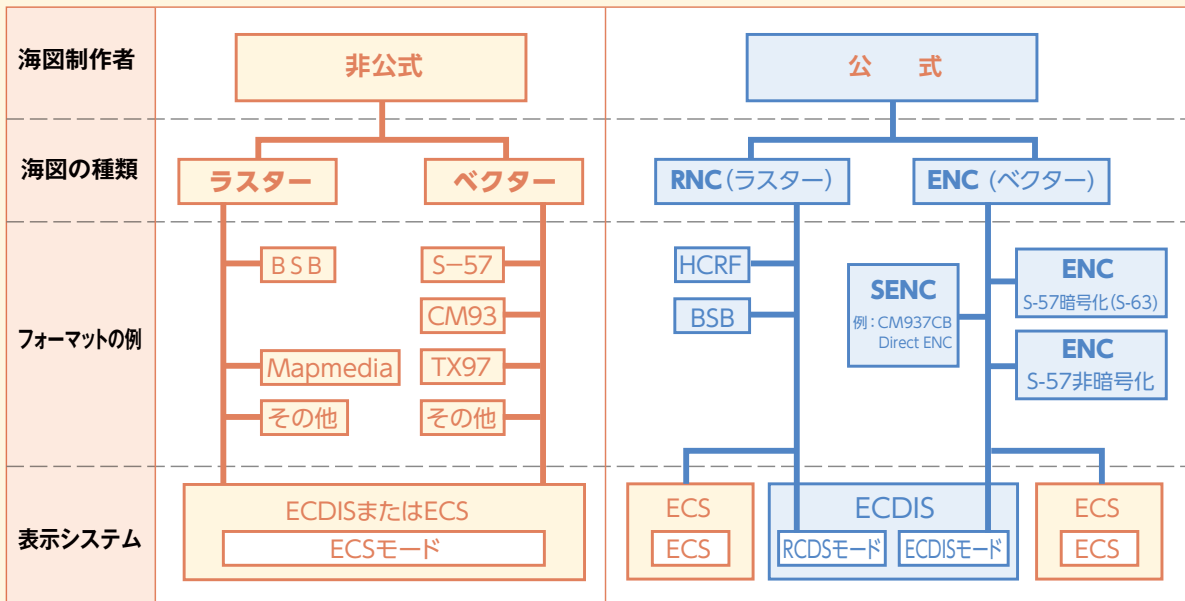 海図制作者
非公式
公 式
海図の種類
ラスター
ベクター
RNC(ラスター)
ENC (ベクター)
フォーマットの例
BSB
Mapmedia
その他
S-57
CM93
TX97
その他
HCRF
BSB
SENC
例:CM937CB
Direct ENC
ENC
S-57暗号化(S-63)
ENC
S-57非暗号化
表示システム
ECDISまたはECS
ECSモード
ECS
ECS
ECDIS
RCDSモード
ECDISモード
ECS
ECS